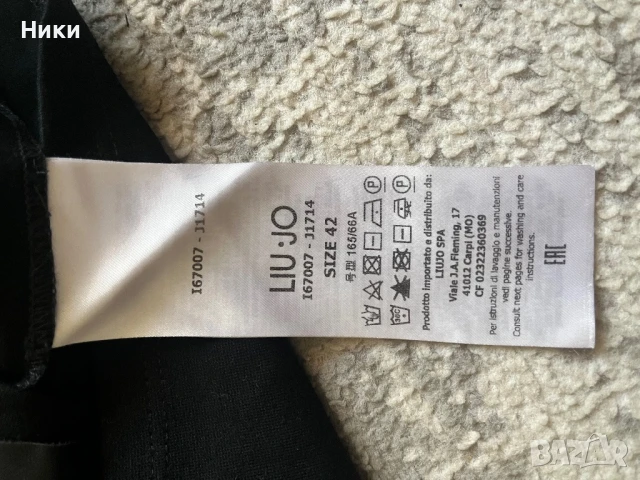 Ники
I67007 - J1714
LIU·JO
I67007 - J1714
SIZE 42
号型 165/66A
Prodotto importato e distribuito da:
LIUJO SPA
Viale J.A.Fleming, 17
41012 Carpi (MO)
CF 02322360369
Per istruzioni di lavaggio e manutenzioni
vedi pagine successive.
Consult next pages for washing and care
instructions.
EAC
BAZAR